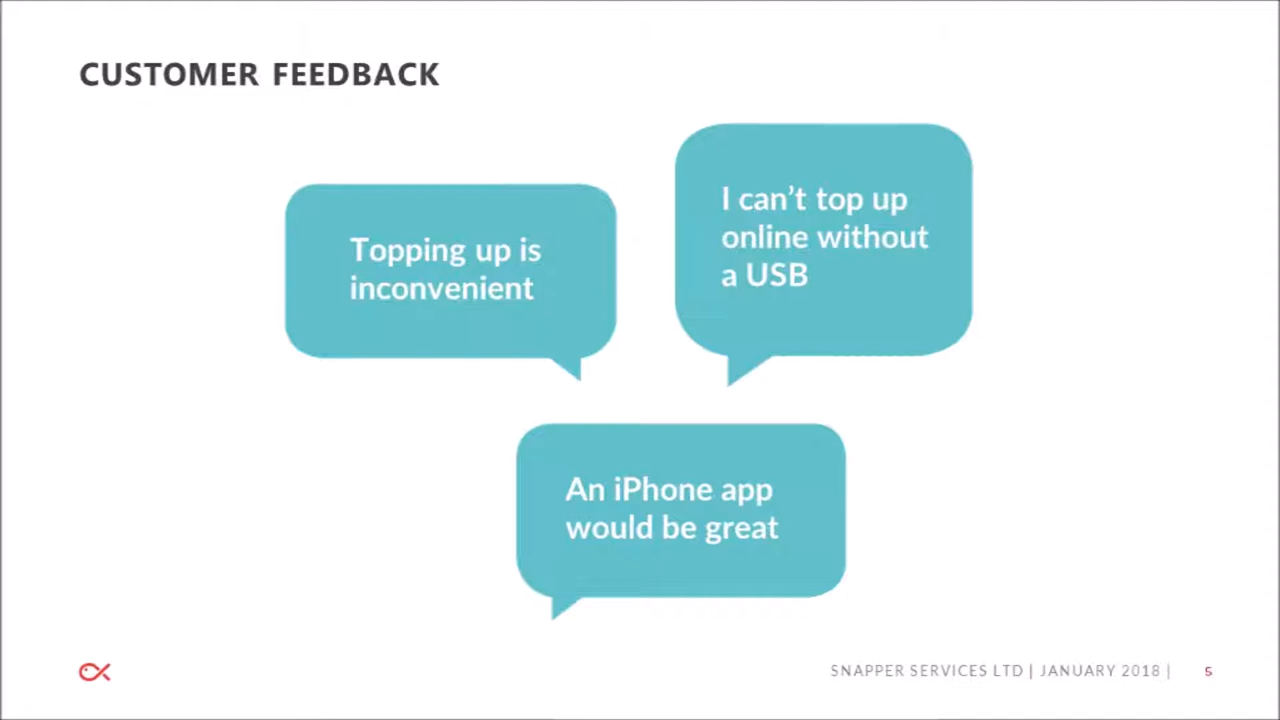 CUSTOMER FEEDBACK
Topping up is
inconvenient
I can’t top up
online without
a USB
An iPhone app
would be great
SNAPPER SERVICES LTD | JANUARY 2018 | 5